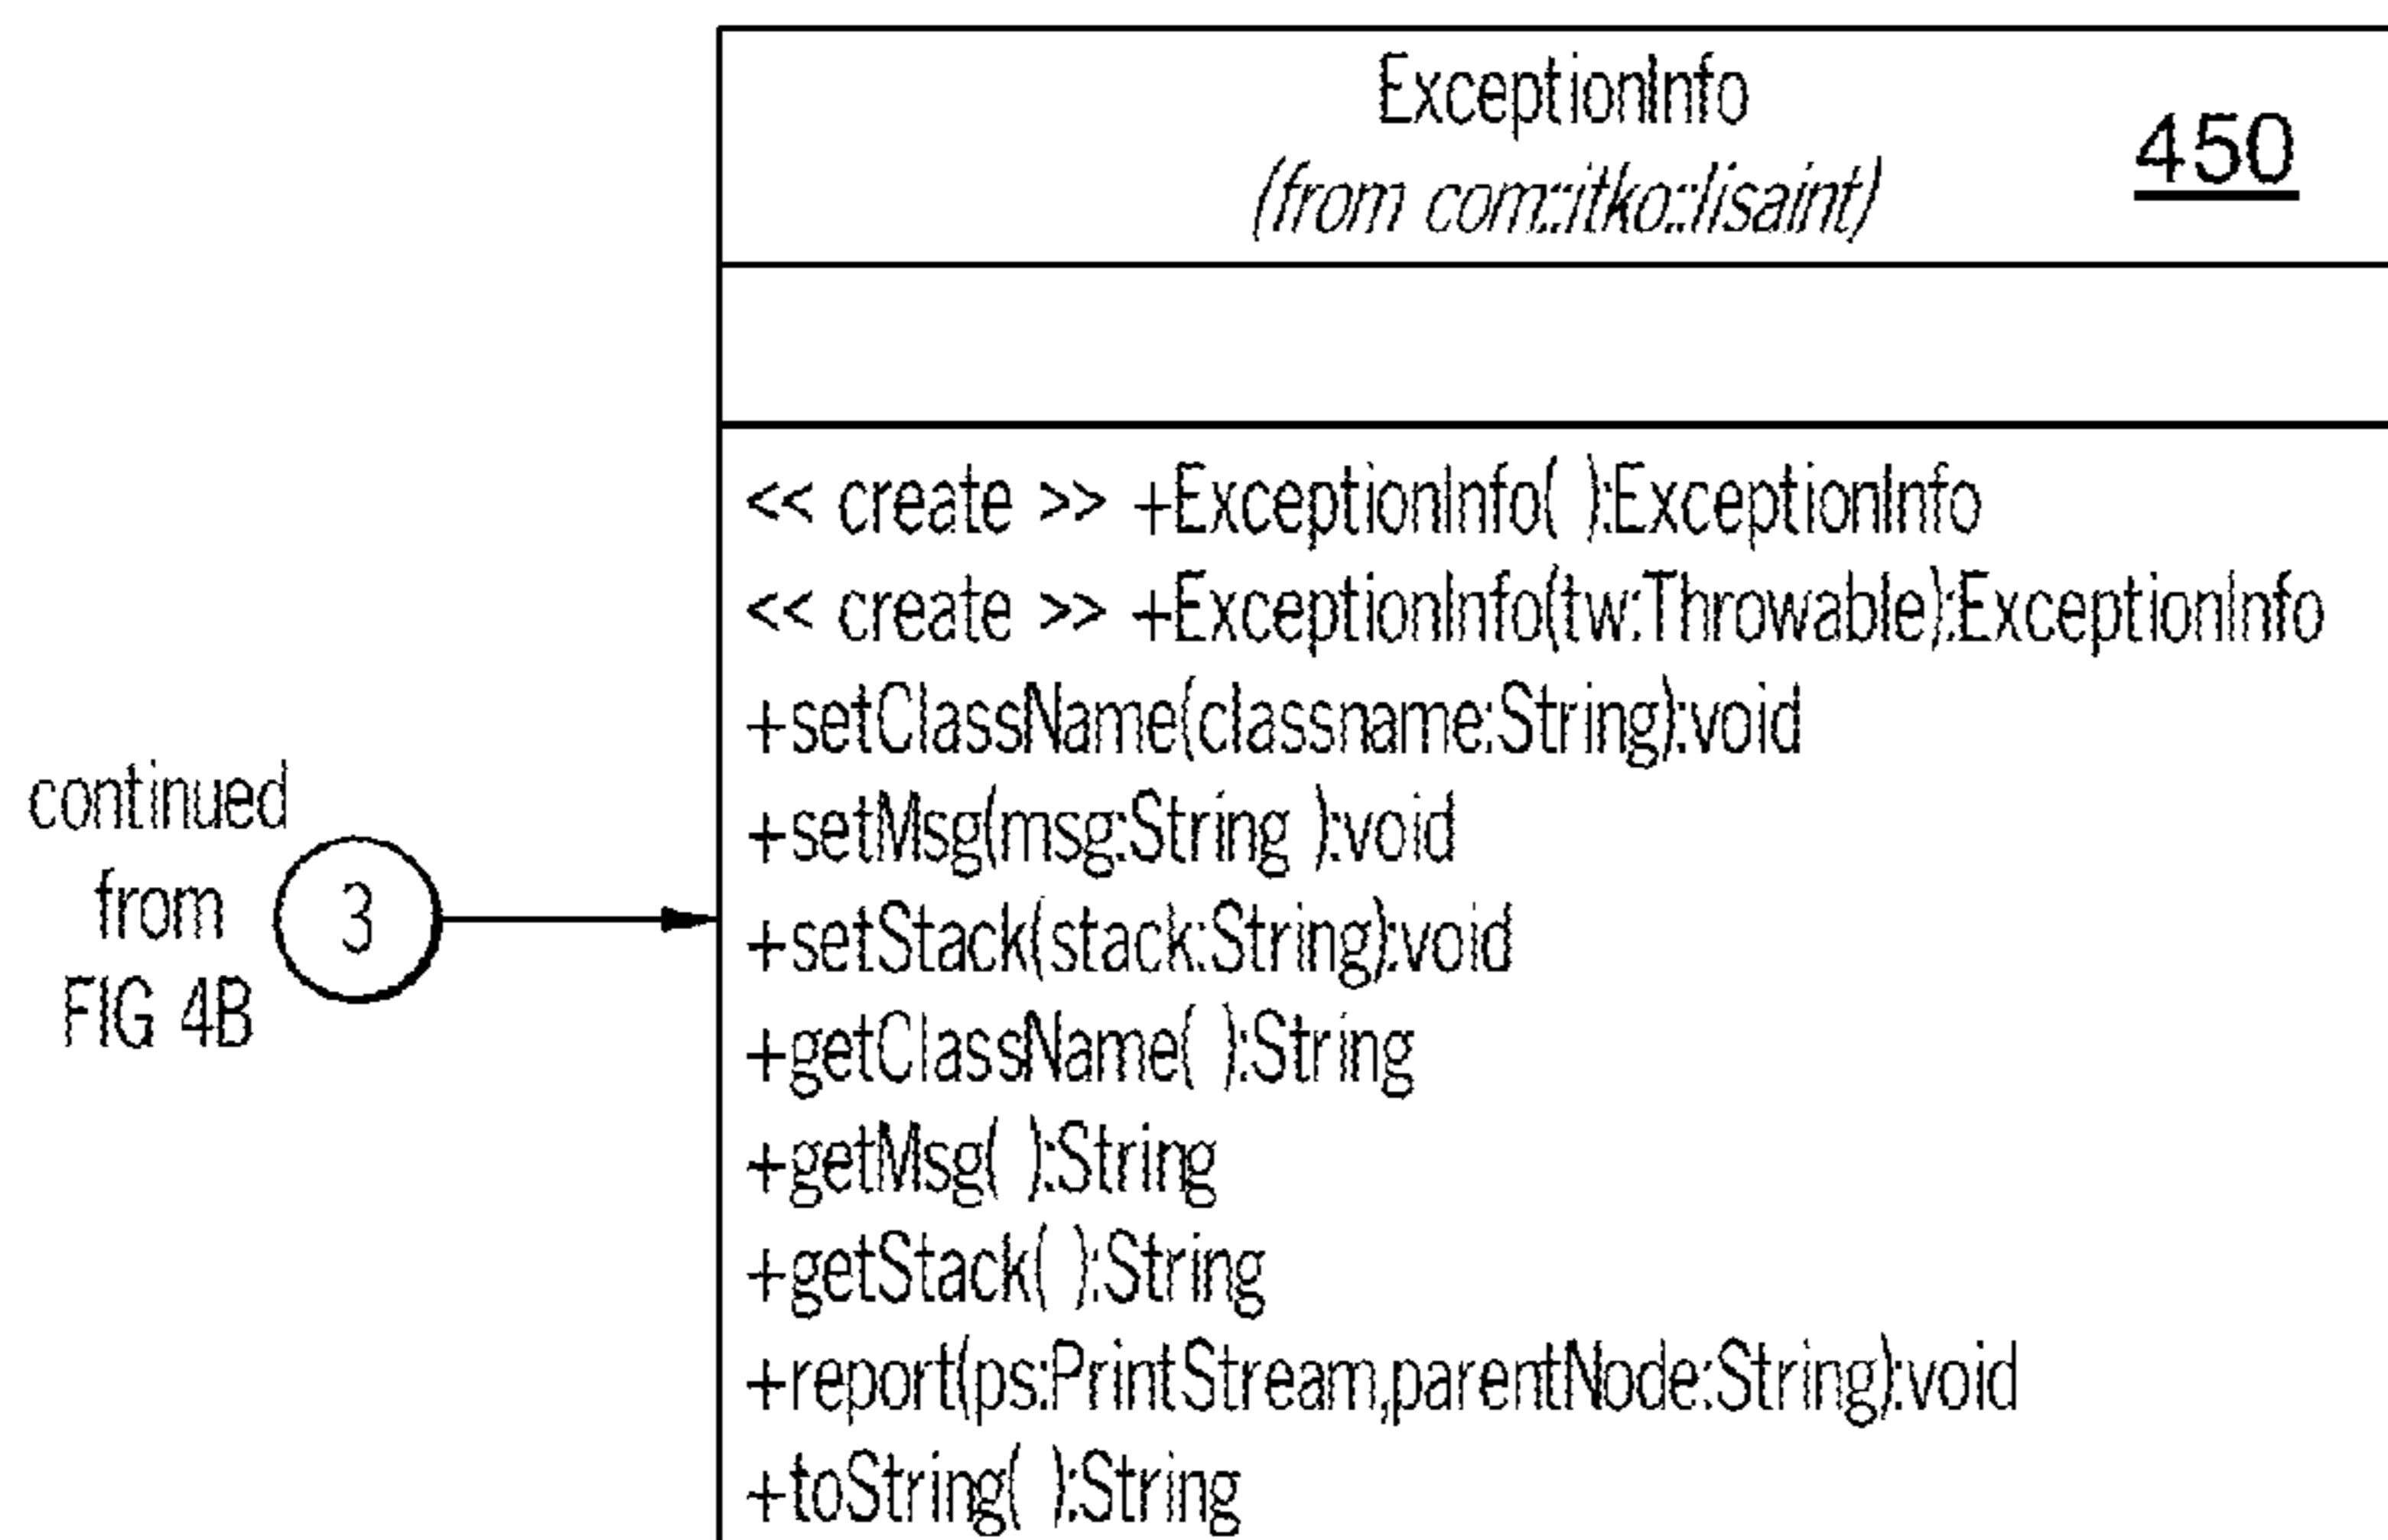 ExceptionInfo
(from com::itko::lisaint)
450
<< create >> +ExceptionInfo( ):ExceptionInfo
<< create >> +ExceptionInfo(tw:Throwable):ExceptionInfo
+setClassName(classname:String):void
+setMsg(msg:String ):void
+setStack(stack:String):void
+getClassName( ):String
+getMsg( ):String
+getStack( ):String
+report(ps:PrintStream,parentNode:String):void
+toString( ):String
continued
from
FIG 4B
3